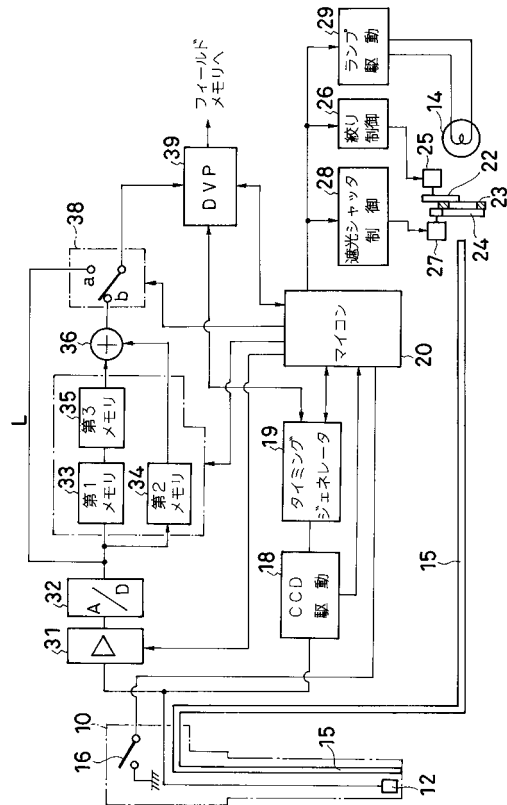 10
16
12
15
31
32
A/D
L
33
第1
メモリ
35
第3
メモリ
34
第2
メモリ
36
38
a
b
39
DVP
フィールド
メモリへ
18
CCD
駆動
19
タイミング
ジェネレータ
マイコン
20
28
遮光シャッタ
制御
26
絞り
制御
29
ランプ
駆動
14
25
22
23
24
27
15